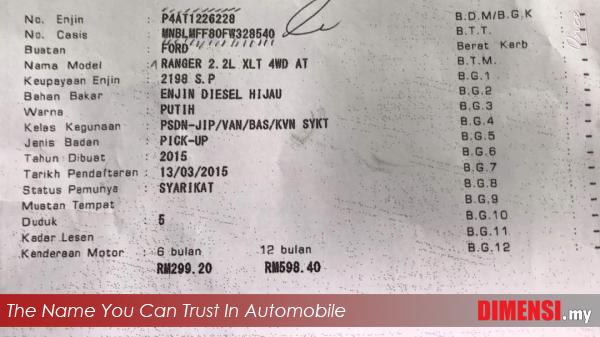 No. Enjin : P4AT1226228
No. Casis : MNBLMFF80FW328540
Buatan : FORD
Nama Model : RANGER 2.2L XLT 4WD AT
Keupayaan Enjin : 2198 S.P
Bahan Bakar : ENJIN DIESEL HIJAU
Warna : PUTIH
Kelas Kegunaan : PSDN-JIP/VAN/BAS/KVN SYKT
Jenis Badan : PICK-UP
Tahun Dibuat : 2015
Tarikh Pendaftaran : 13/03/2015
Status Pemunya : SYARIKAT
Muatan Tempat
Duduk : 5
Kadar Lesen
Kenderaan Motor : 6 bulan 12 bulan
RM299.20 RM598.40
B.D.M/B.G.K
B.T.T.
Berat Kerb
B.T.M.
B.G.1
B.G.2
B.G.3
B.G.4
B.G.5
B.G.6
B.G.7
B.G.8
B.G.9
B.G.10
B.G.11
B.G.12
The Name You Can Trust In Automobile
DIMENSI.my